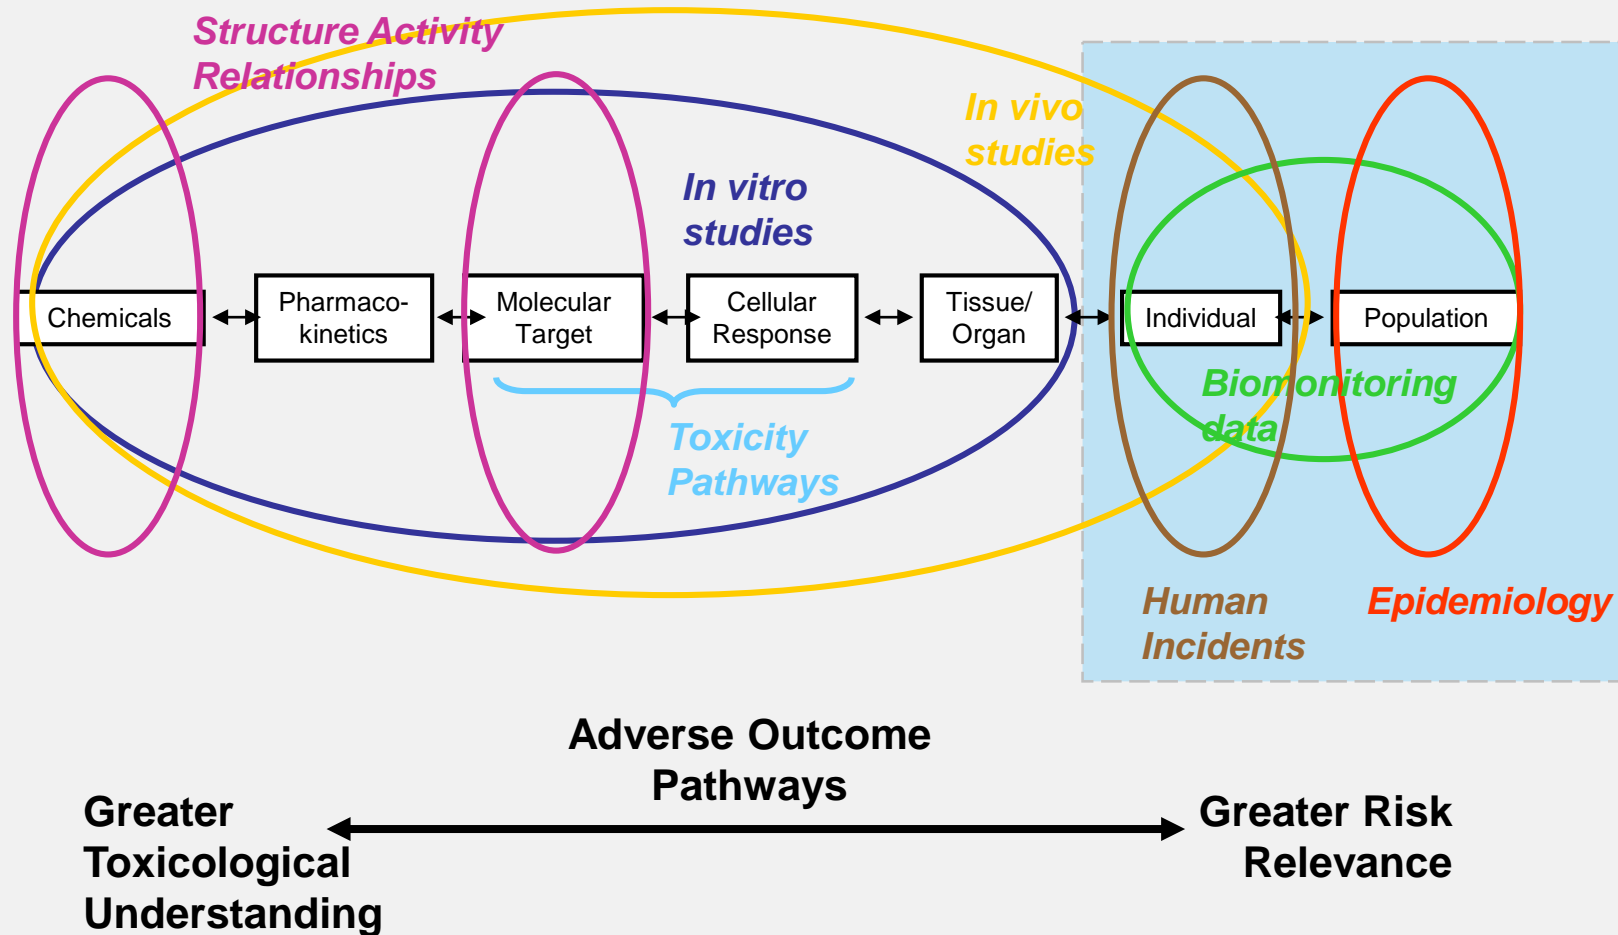 Structure Activity
Relationships
In vivo
studies
In vitro
studies
Chemicals
Pharmaco-
kinetics
Molecular
Target
Cellular
Response
Tissue/
Organ
Individual
Population
Biomonitoring
data
Toxicity
Pathways
Human
Incidents
Epidemiology
Adverse Outcome
Pathways
Greater
Toxicological
Understanding
Greater Risk
Relevance